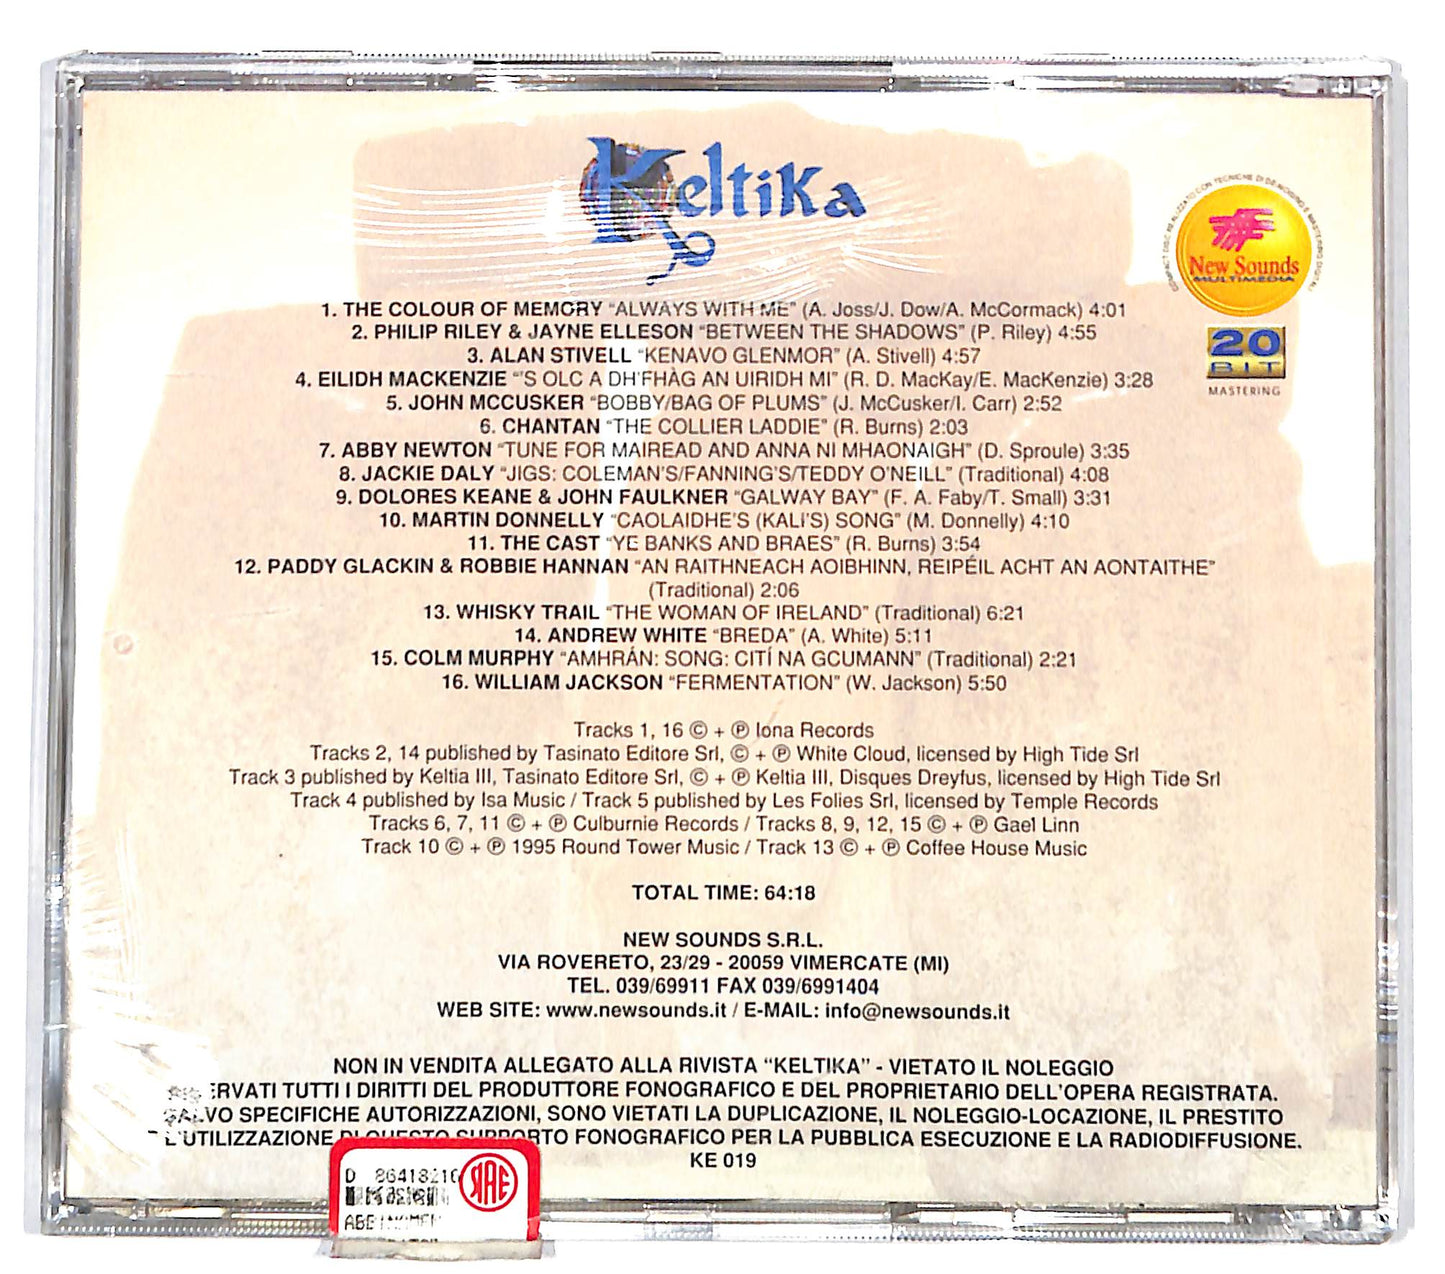 Keltika
COMPACT DISC REALIZZATO CON TECNICHE DI DE-NOISING E MASTERING DIGITALI
New Sounds
MULTIMEDIA
20
BIT
MASTERING
1. THE COLOUR OF MEMORY “ALWAYS WITH ME” (A. Joss/J. Dow/A. McCormack) 4:01
2. PHILIP RILEY & JAYNE ELLESON “BETWEEN THE SHADOWS” (P. Riley) 4:55
3. ALAN STIVELL “KENAVO GLENMOR” (A. Stivell) 4:57
4. EILIDH MACKENZIE “'S OLC A DH'FHÀG AN UIRIDH MI” (R. D. MacKay/E. MacKenzie) 3:28
5. JOHN MCCUSKER “BOBBY/BAG OF PLUMS” (J. McCusker/I. Carr) 2:52
6. CHANTAN “THE COLLIER LADDIE” (R. Burns) 2:03
7. ABBY NEWTON “TUNE FOR MAIREAD AND ANNA NI MHAONAIGH” (D. Sproule) 3:35
8. JACKIE DALY “JIGS: COLEMAN'S/FANNING'S/TEDDY O'NEILL” (Traditional) 4:08
9. DOLORES KEANE & JOHN FAULKNER “GALWAY BAY” (F. A. Faby/T. Small) 3:31
10. MARTIN DONNELLY “CAOLAIDHE'S (KALI'S) SONG” (M. Donnelly) 4:10
11. THE CAST “YE BANKS AND BRAES” (R. Burns) 3:54
12. PADDY GLACKIN & ROBBIE HANNAN “AN RAITHNEACH AOIBHINN, REIPÉIL ACHT AN AONTAITHE”
(Traditional) 2:06
13. WHISKY TRAIL “THE WOMAN OF IRELAND” (Traditional) 6:21
14. ANDREW WHITE “BREDA” (A. White) 5:11
15. COLM MURPHY “AMHRÁN: SONG: CITÍ NA GCUMANN” (Traditional) 2:21
16. WILLIAM JACKSON “FERMENTATION” (W. Jackson) 5:50
Tracks 1, 16 © + ℗ Iona Records
Tracks 2, 14 published by Tasinato Editore Srl, © + ℗ White Cloud, licensed by High Tide Srl
Track 3 published by Keltia III, Tasinato Editore Srl, © + ℗ Keltia III, Disques Dreyfus, licensed by High Tide Srl
Track 4 published by Isa Music / Track 5 published by Les Folies Srl, licensed by Temple Records
Tracks 6, 7, 11 © + ℗ Culburnie Records / Tracks 8, 9, 12, 15 © + ℗ Gael Linn
Track 10 © + ℗ 1995 Round Tower Music / Track 13 © + ℗ Coffee House Music
TOTAL TIME: 64:18
NEW SOUNDS S.R.L.
VIA ROVERETO, 23/29 - 20059 VIMERCATE (MI)
TEL. 039/69911 FAX 039/6991404
WEB SITE: www.newsounds.it / E-MAIL: info@newsounds.it
NON IN VENDITA ALLEGATO ALLA RIVISTA “KELTIKA” - VIETATO IL NOLEGGIO
RISERVATI TUTTI I DIRITTI DEL PRODUTTORE FONOGRAFICO E DEL PROPRIETARIO DELL'OPERA REGISTRATA.
SALVO SPECIFICHE AUTORIZZAZIONI, SONO VIETATI LA DUPLICAZIONE, IL NOLEGGIO-LOCAZIONE, IL PRESTITO
E L'UTILIZZAZIONE DI QUESTO SUPPORTO FONOGRAFICO PER LA PUBBLICA ESECUZIONE E LA RADIODIFFUSIONE.
KE 019
D 86418216